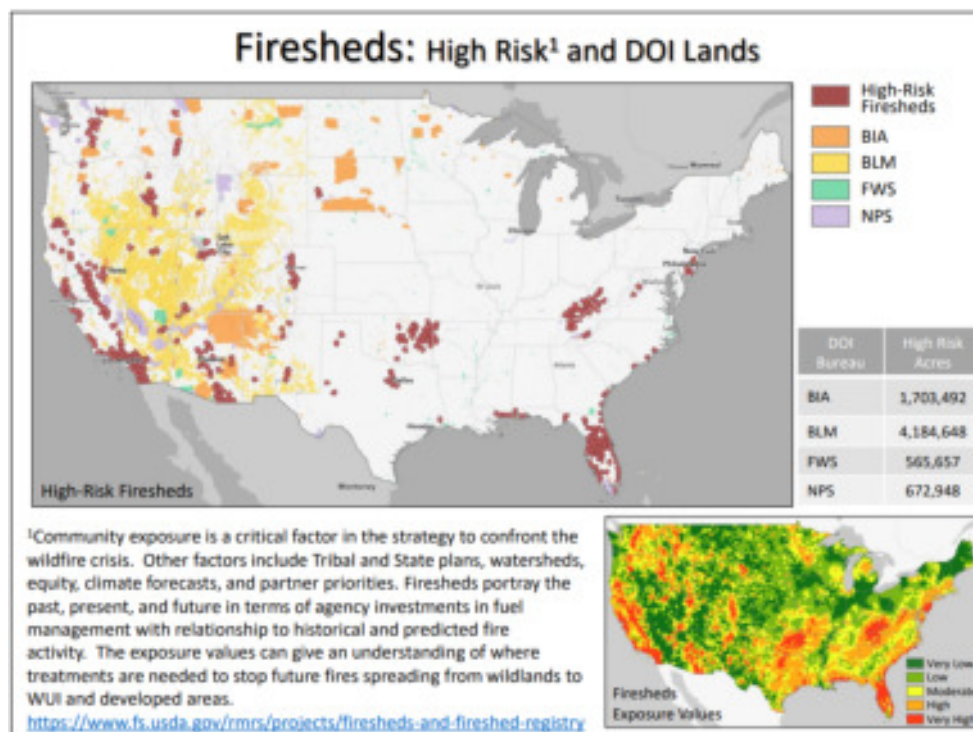 Firesheds: High Risk¹ and DOI Lands
High-Risk
Firesheds
BIA
BLM
FWS
NPS
High-Risk Firesheds
Monterrey
DOI
Bureau
High Risk
Acres
BIA 1,703,492
BLM 4,184,648
FWS 565,657
NPS 672,948
¹Community exposure is a critical factor in the strategy to confront the
wildfire crisis. Other factors include Tribal and State plans, watersheds,
equity, climate forecasts, and partner priorities. Firesheds portray the
past, present, and future in terms of agency investments in fuel
management with relationship to historical and predicted fire
activity. The exposure values can give an understanding of where
treatments are needed to stop future fires spreading from wildlands to
WUI and developed areas.
https://www.fs.usda.gov/rmrs/projects/firesheds-and-fireshed-registry
Firesheds
Exposure Values
Very Low
Low
Moderate
High
Very High